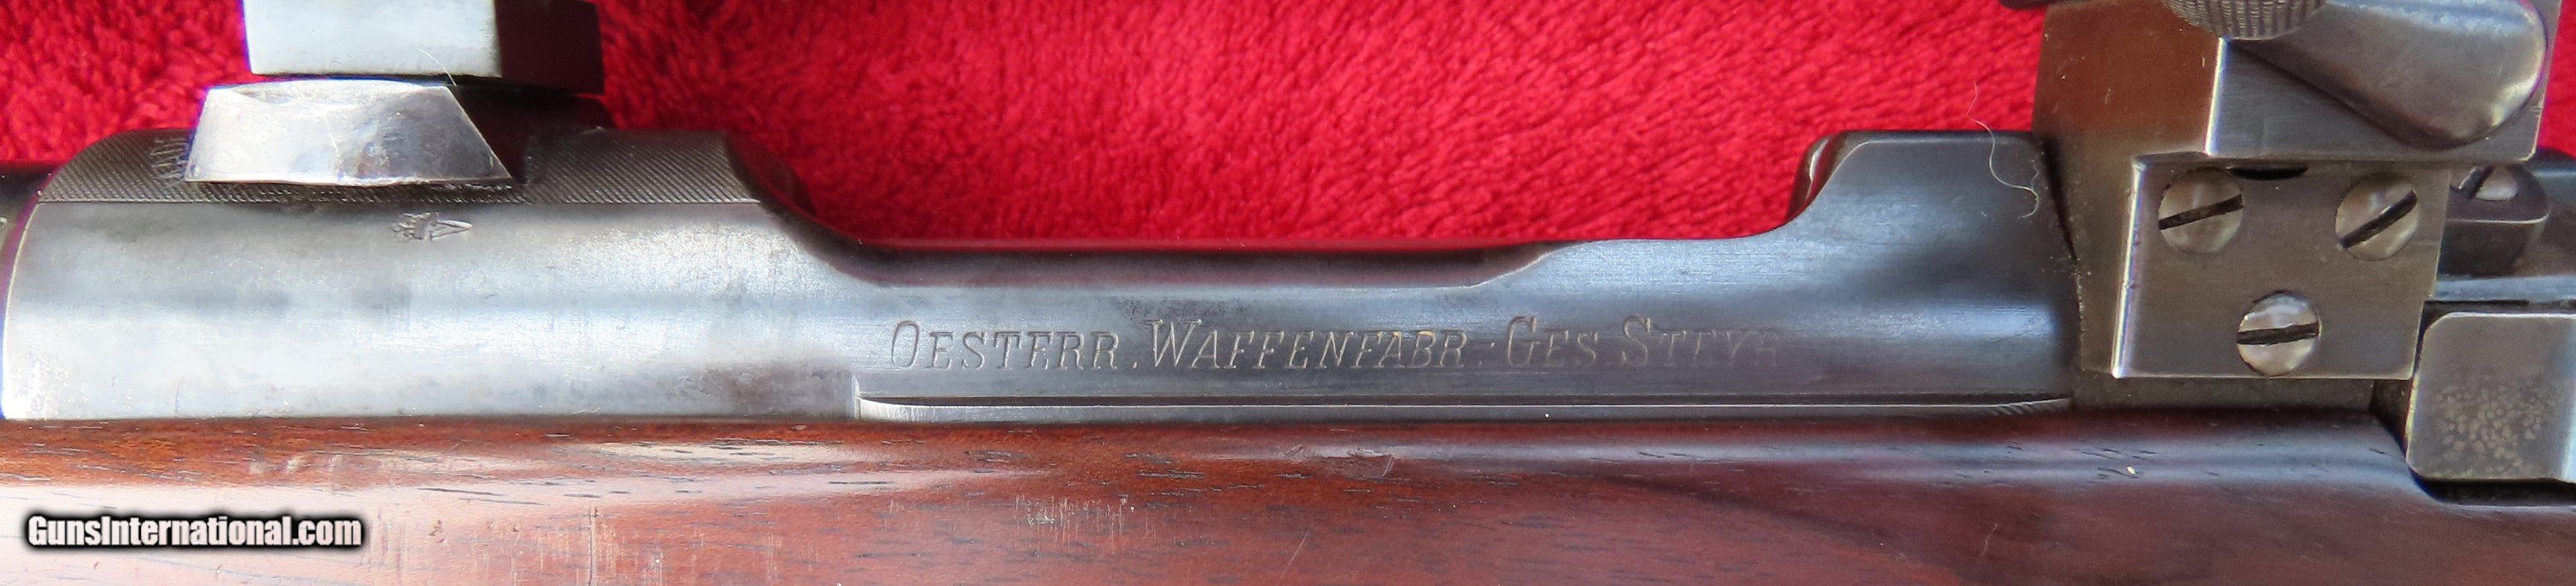 OESTERR. WAFFENFABR.-GES STEYR
GunsInternational.com